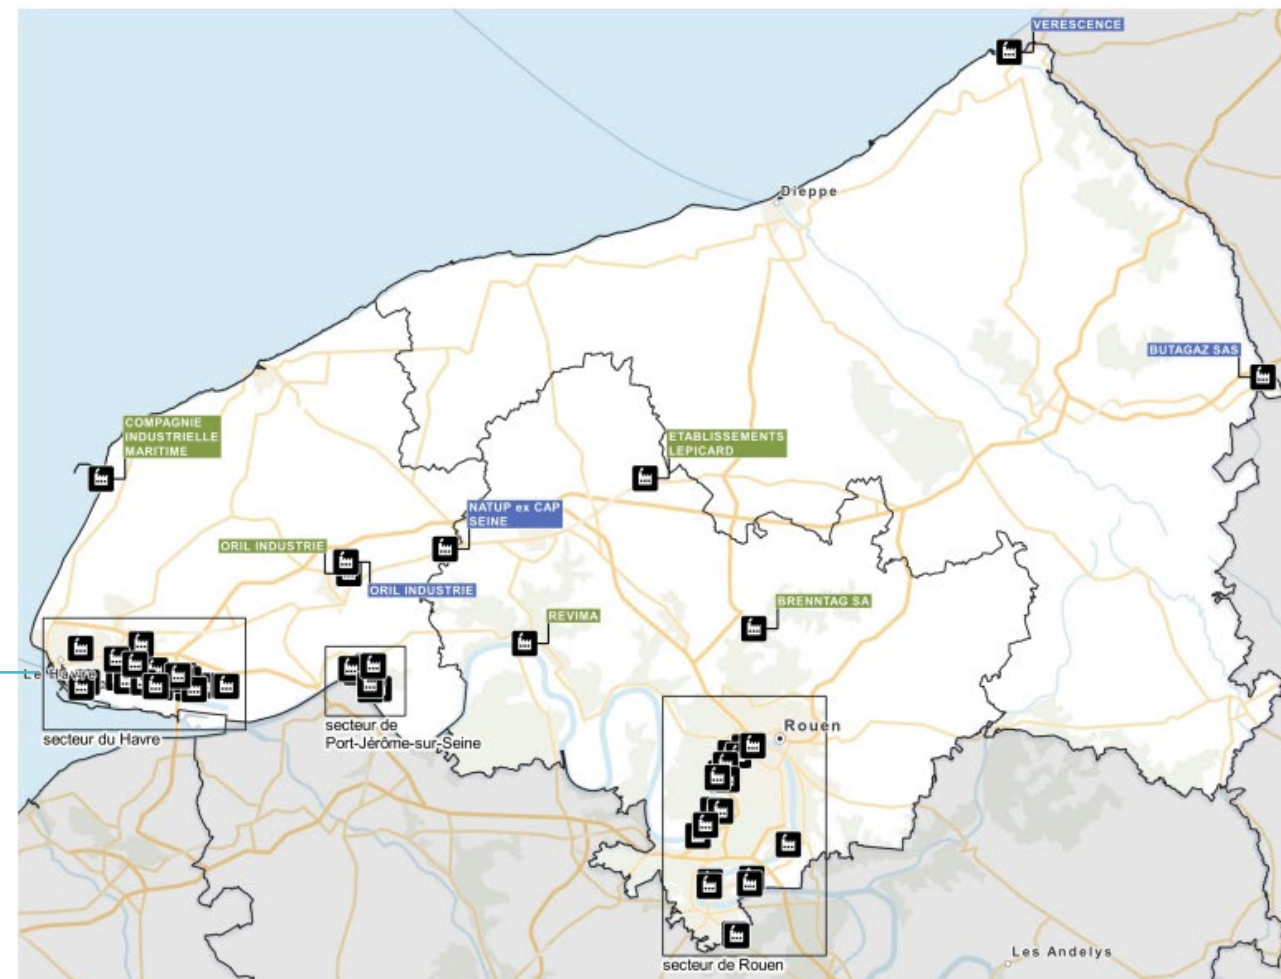 VERESCENCE
Dieppe
BUTAGAZ SAS
COMPAGNIE
INDUSTRIELLE
MARITIME
ETABLISSEMENTS
LEPICARD
NATUP ex CAP
SEINE
ORIL INDUSTRIE
ORIL INDUSTRIE
REVIMA
BRENNTAG SA
Le Havre
secteur du Havre
secteur de
Port-Jérôme-sur-Seine
Rouen
secteur de Rouen
Les Andelys